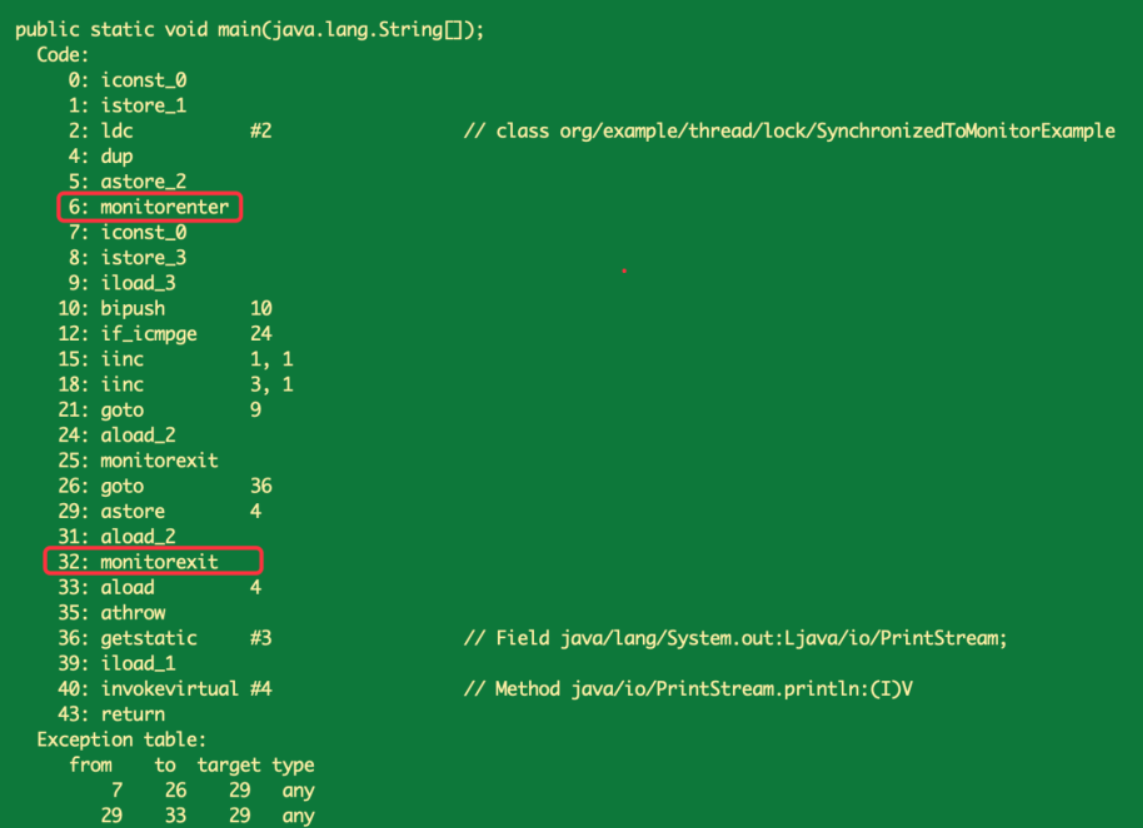 public static void main(java.lang.String[]);
Code:
0: iconst_0
1: istore_1
2: ldc #2 // class org/example/thread/lock/SynchronizedToMonitorExample
4: dup
5: astore_2
6: monitorenter
7: iconst_0
8: istore_3
9: iload_3
10: bipush 10
12: if_icmpge 24
15: iinc 1, 1
18: iinc 3, 1
21: goto 9
24: aload_2
25: monitorexit
26: goto 36
29: astore 4
31: aload_2
32: monitorexit
33: aload 4
35: athrow
36: getstatic #3 // Field java/lang/System.out:Ljava/io/PrintStream;
39: iload_1
40: invokevirtual #4 // Method java/io/PrintStream.println:(I)V
43: return
Exception table:
from to target type
7 26 29 any
29 33 29 any